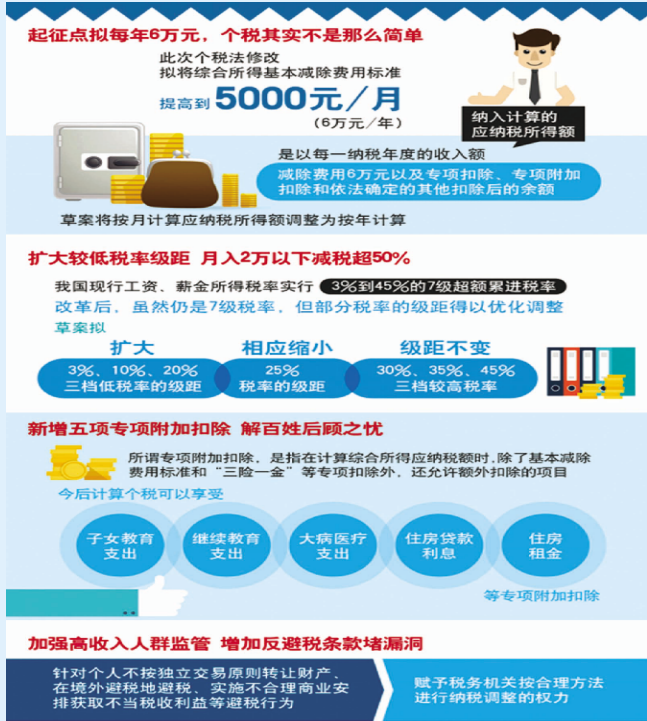 起征点拟每年6万元，个税其实不是那么简单
此次个税法修改
拟将综合所得基本减除费用标准
提高到 5000元／月
（6万元／年）
纳入计算的
应纳税所得额
是以每一纳税年度的收入额
减除费用6万元以及专项扣除、专项附加
扣除和依法确定的其他扣除后的余额
草案将按月计算应纳税所得额调整为按年计算
扩大较低税率级距 月入2万以下减税超50%
我国现行工资、薪金所得税率实行 3%到45%的7级超额累进税率
改革后，虽然仍是7级税率，但部分税率的级距得以优化调整
草案拟
扩大 相应缩小 级距不变
3%、10%、20% 25% 30%、35%、45%
三档低税率的级距 税率的级距 三档较高税率
新增五项专项附加扣除 解百姓后顾之忧
所谓专项附加扣除，是指在计算综合所得应纳税额时，除了基本减除
费用标准和“三险一金”等专项扣除外，还允许额外扣除的项目
今后计算个税可以享受
子女教育 继续教育 大病医疗 住房贷款 住房
支出 支出 支出 利息 租金
等专项附加扣除
加强高收入人群监管 增加反避税条款堵漏洞
针对个人不按独立交易原则转让财产、
在境外避税地避税、实施不合理商业安
排获取不当税收利益等避税行为
赋予税务机关按合理方法
进行纳税调整的权力